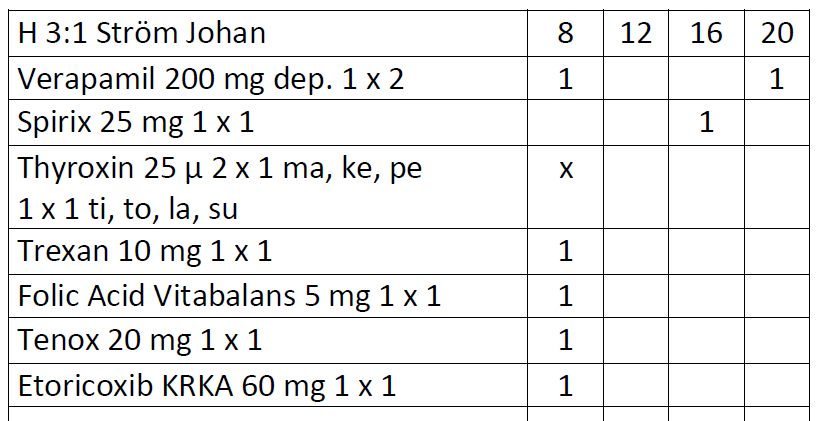 H 3:1 Ström Johan 8 12 16 20
Verapamil 200 mg dep. 1 x 2 1 1
Spirix 25 mg 1 x 1 1
Thyroxin 25 µ 2 x 1 ma, ke, pe x
1 x 1 ti, to, la, su
Trexan 10 mg 1 x 1 1
Folic Acid Vitabalans 5 mg 1 x 1 1
Tenox 20 mg 1 x 1 1
Etoricoxib KRKA 60 mg 1 x 1 1